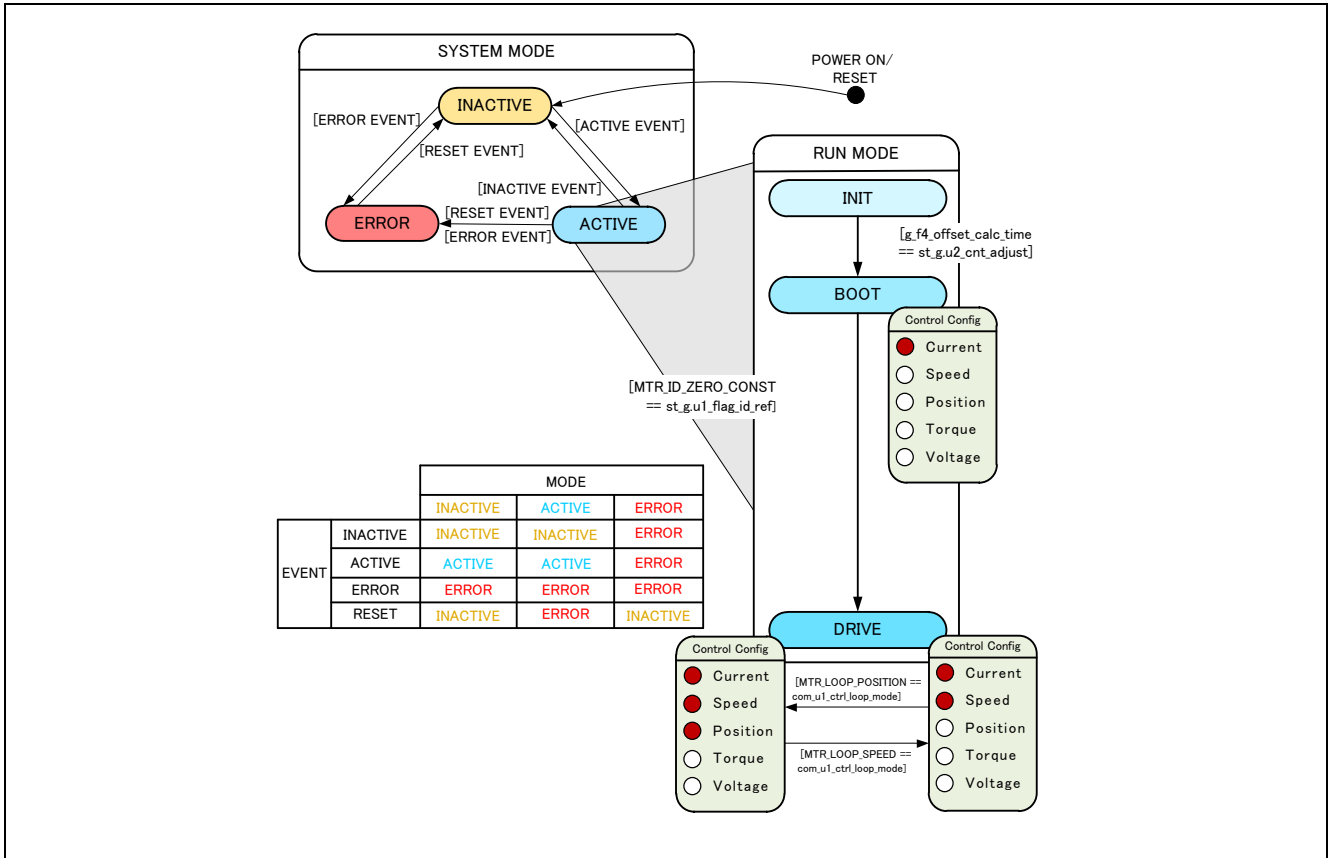 SYSTEM MODE
POWER ON/
RESET
INACTIVE
[ERROR EVENT]
[ACTIVE EVENT]
[RESET EVENT]
[INACTIVE EVENT]
[RESET EVENT]
ERROR
ACTIVE
[ERROR EVENT]
RUN MODE
INIT
[g_f4_offset_calc_time
== st_g.u2_cnt_adjust]
BOOT
Control Config
Current
Speed
Position
Torque
Voltage
[MTR_ID_ZERO_CONST
== st_g.u1_flag_id_ref]
MODE
INACTIVE ACTIVE ERROR
EVENT
INACTIVE INACTIVE INACTIVE ERROR
ACTIVE ACTIVE ACTIVE ERROR
ERROR ERROR ERROR ERROR
RESET INACTIVE ERROR INACTIVE
DRIVE
Control Config
Current
Speed
Position
Torque
Voltage
[MTR_LOOP_POSITION ==
com_u1_ctrl_loop_mode]
[MTR_LOOP_SPEED ==
com_u1_ctrl_loop_mode]
Control Config
Current
Speed
Position
Torque
Voltage